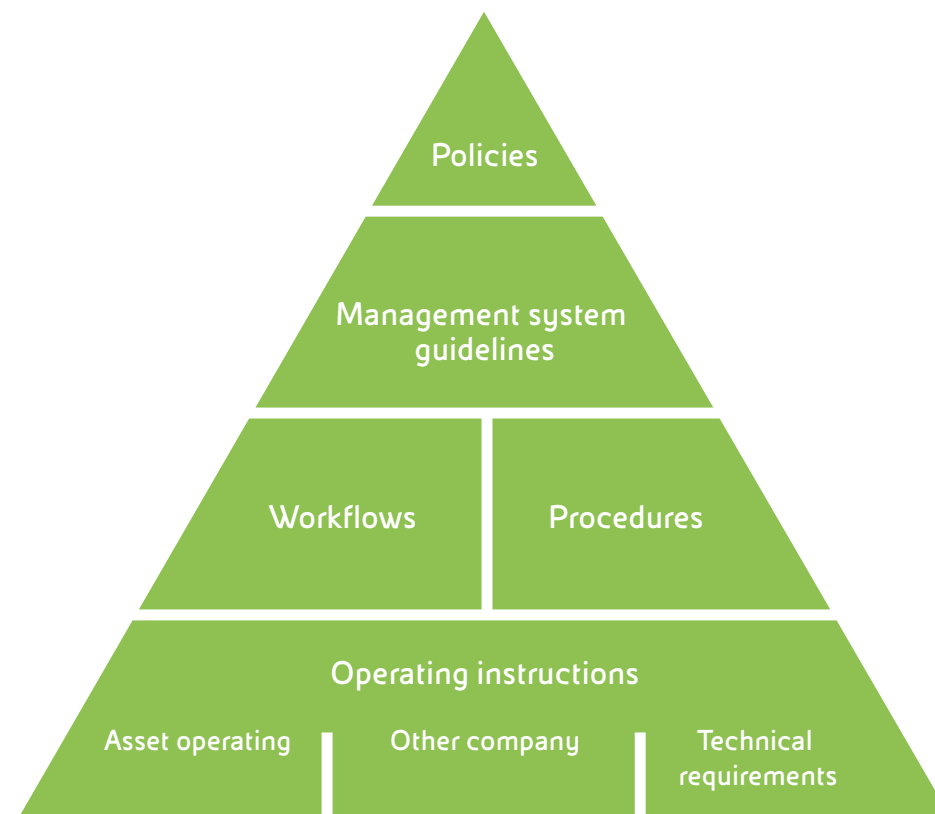 Policies
Management system
guidelines
Workflows
Procedures
Operating instructions
Asset operating
Other company
Technical
requirements